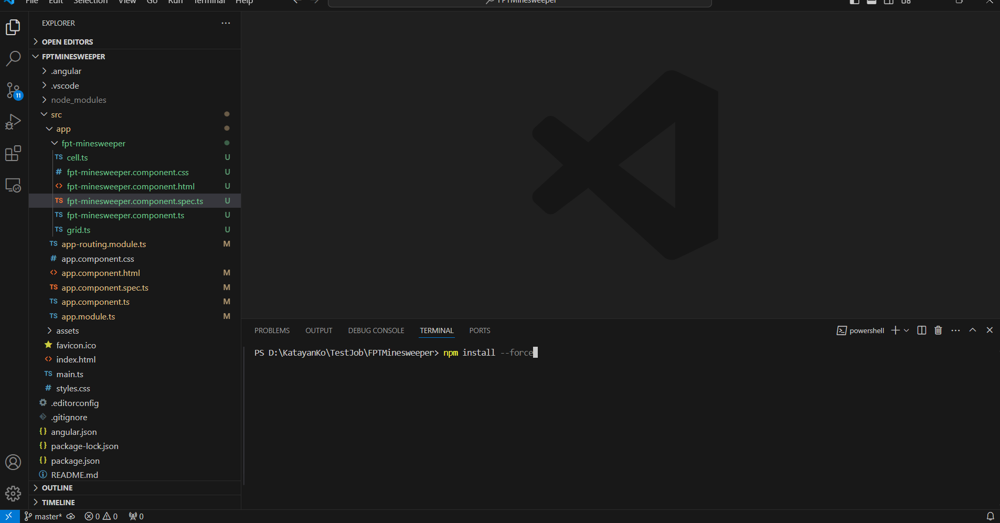 File Edit Selection View Go Run Terminal Help
FPTMinesweeper
EXPLORER
OPEN EDITORS
FPTMINESWEEPER
.angular
.vscode
node_modules
src
app
fpt-minesweeper
TS cell.ts U
# fpt-minesweeper.component.css U
<> fpt-minesweeper.component.html U
TS fpt-minesweeper.component.spec.ts U
TS fpt-minesweeper.component.ts U
TS grid.ts U
TS app-routing.module.ts M
# app.component.css
<> app.component.html M
TS app.component.spec.ts M
TS app.component.ts M
TS app.module.ts M
assets
favicon.ico
<> index.html
TS main.ts
# styles.css
.editorconfig
.gitignore
{} angular.json
{} package-lock.json
{} package.json
README.md
OUTLINE
TIMELINE
11
PROBLEMS OUTPUT DEBUG CONSOLE TERMINAL PORTS
powershell
PS D:\KatayanKo\TestJob\FPTMinesweeper> npm install --force
master* 0 0 0